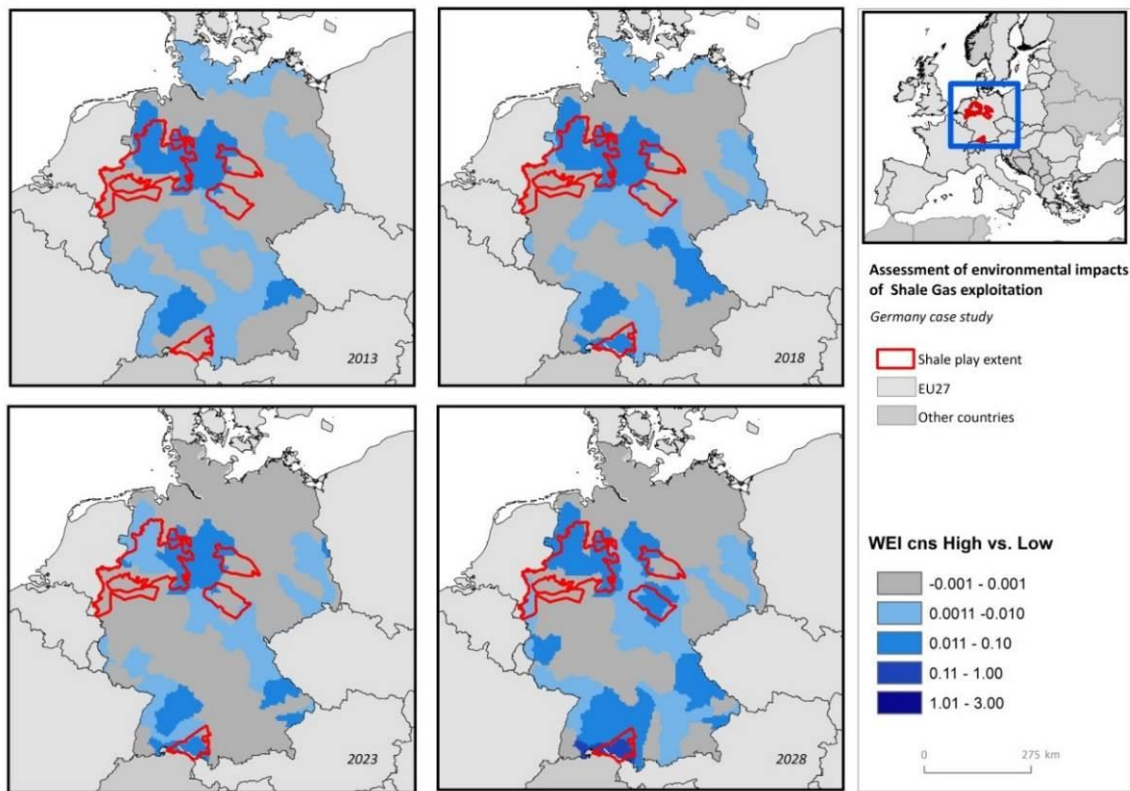 2013
2018
2023
2028
Assessment of environmental impacts
of Shale Gas exploitation
Germany case study
Shale play extent
EU27
Other countries
WEI cns High vs. Low
-0.001 - 0.001
0.0011 -0.010
0.011 - 0.10
0.11 - 1.00
1.01 - 3.00
0 275 km